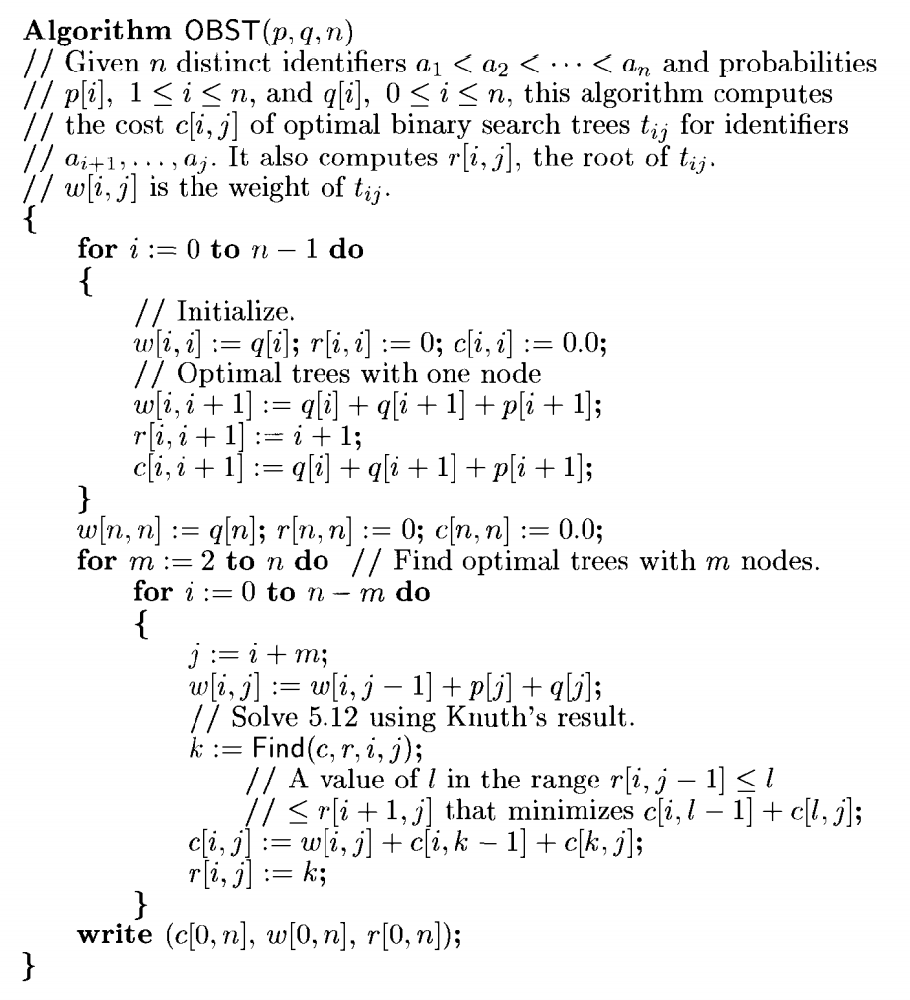 Algorithm OBST(p, q, n)
// Given n distinct identifiers a₁ < a₂ < ⋯ < aₙ and probabilities
// p[i], 1 ≤ i ≤ n, and q[i], 0 ≤ i ≤ n, this algorithm computes
// the cost c[i, j] of optimal binary search trees tᵢⱼ for identifiers
// aᵢ₊₁, . . . , aⱼ. It also computes r[i, j], the root of tᵢⱼ.
// w[i, j] is the weight of tᵢⱼ.
{
for i := 0 to n − 1 do
{
// Initialize.
w[i, i] := q[i]; r[i, i] := 0; c[i, i] := 0.0;
// Optimal trees with one node
w[i, i + 1] := q[i] + q[i + 1] + p[i + 1];
r[i, i + 1] := i + 1;
c[i, i + 1] := q[i] + q[i + 1] + p[i + 1];
}
w[n, n] := q[n]; r[n, n] := 0; c[n, n] := 0.0;
for m := 2 to n do // Find optimal trees with m nodes.
for i := 0 to n − m do
{
j := i + m;
w[i, j] := w[i, j − 1] + p[j] + q[j];
// Solve 5.12 using Knuth's result.
k := Find(c, r, i, j);
// A value of l in the range r[i, j − 1] ≤ l
// ≤ r[i + 1, j] that minimizes c[i, l − 1] + c[l, j];
c[i, j] := w[i, j] + c[i, k − 1] + c[k, j];
r[i, j] := k;
}
write (c[0, n], w[0, n], r[0, n]);
}